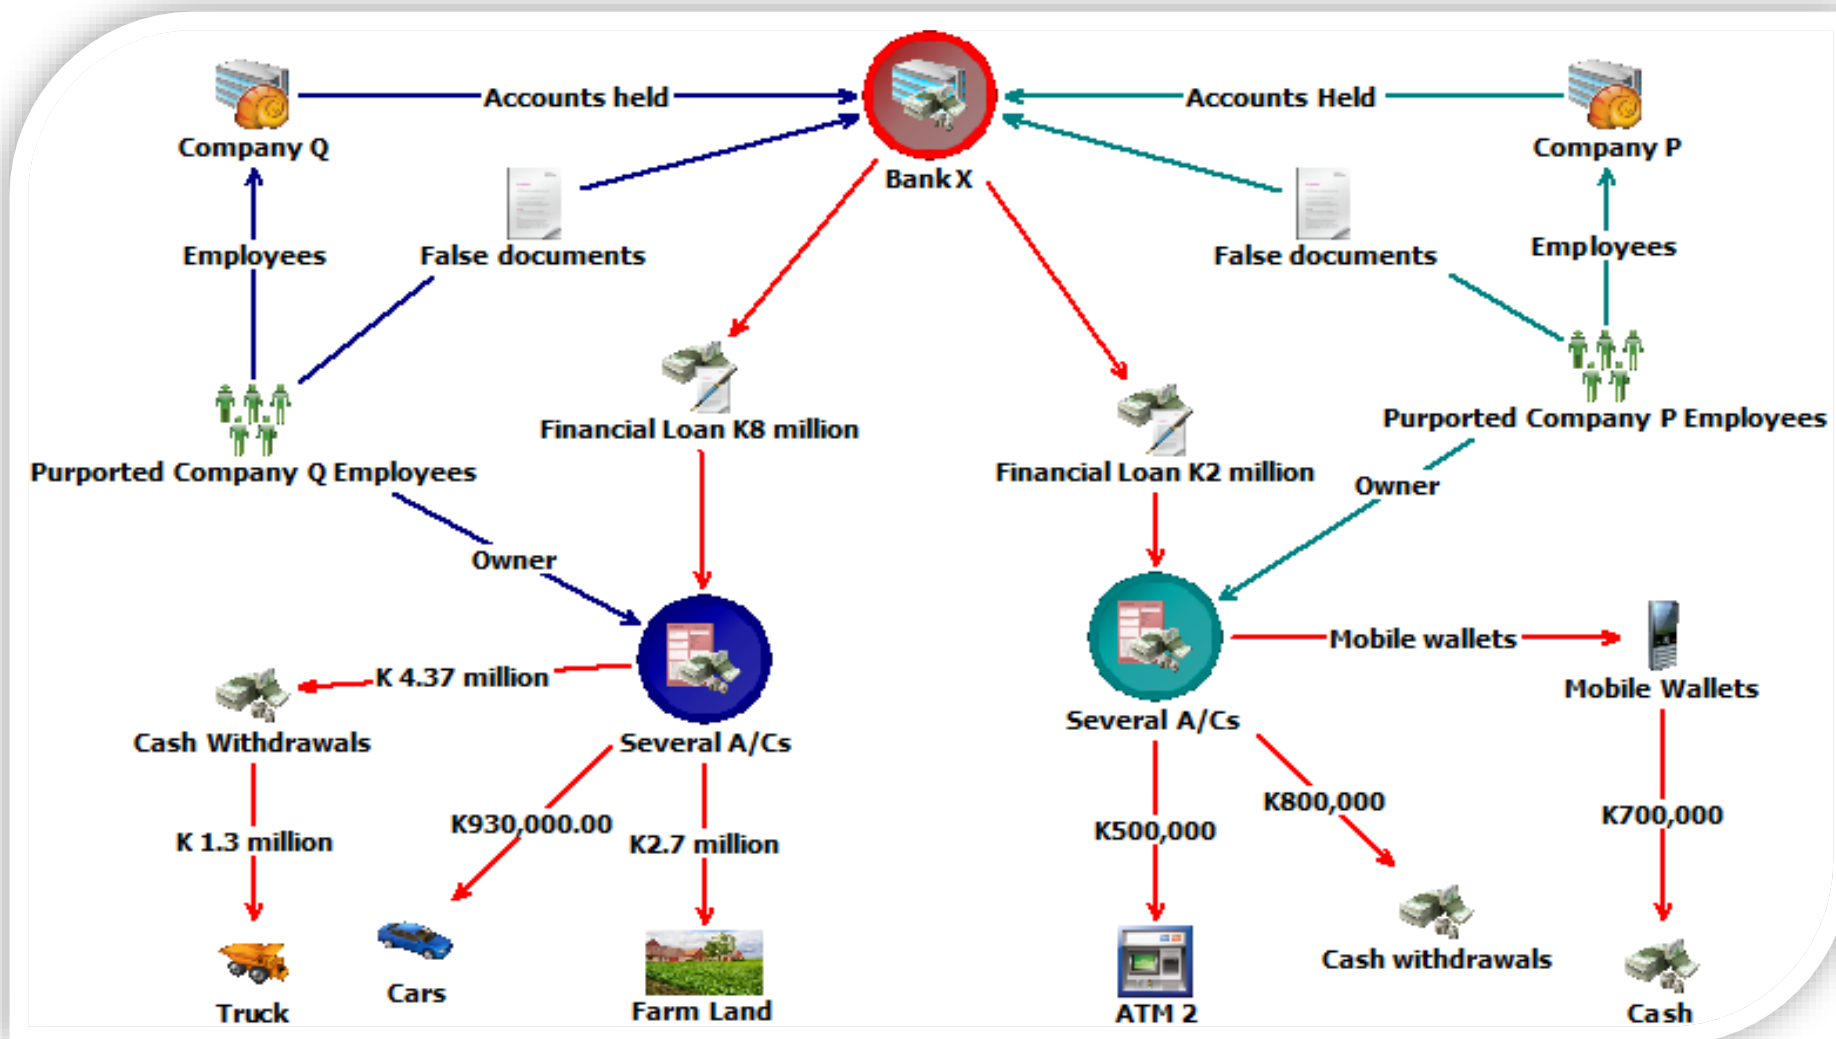 Accounts held
Accounts Held
Company Q
Company P
Bank X
Employees
False documents
False documents
Employees
Financial Loan K8 million
Purported Company P Employees
Purported Company Q Employees
Financial Loan K2 million
Owner
Owner
Mobile wallets
K 4.37 million
Mobile Wallets
Cash Withdrawals
Several A/Cs
Several A/Cs
K800,000
K700,000
K930,000.00
K500,000
K 1.3 million
K2.7 million
Cash withdrawals
Cars
Truck
Farm Land
ATM 2
Cash